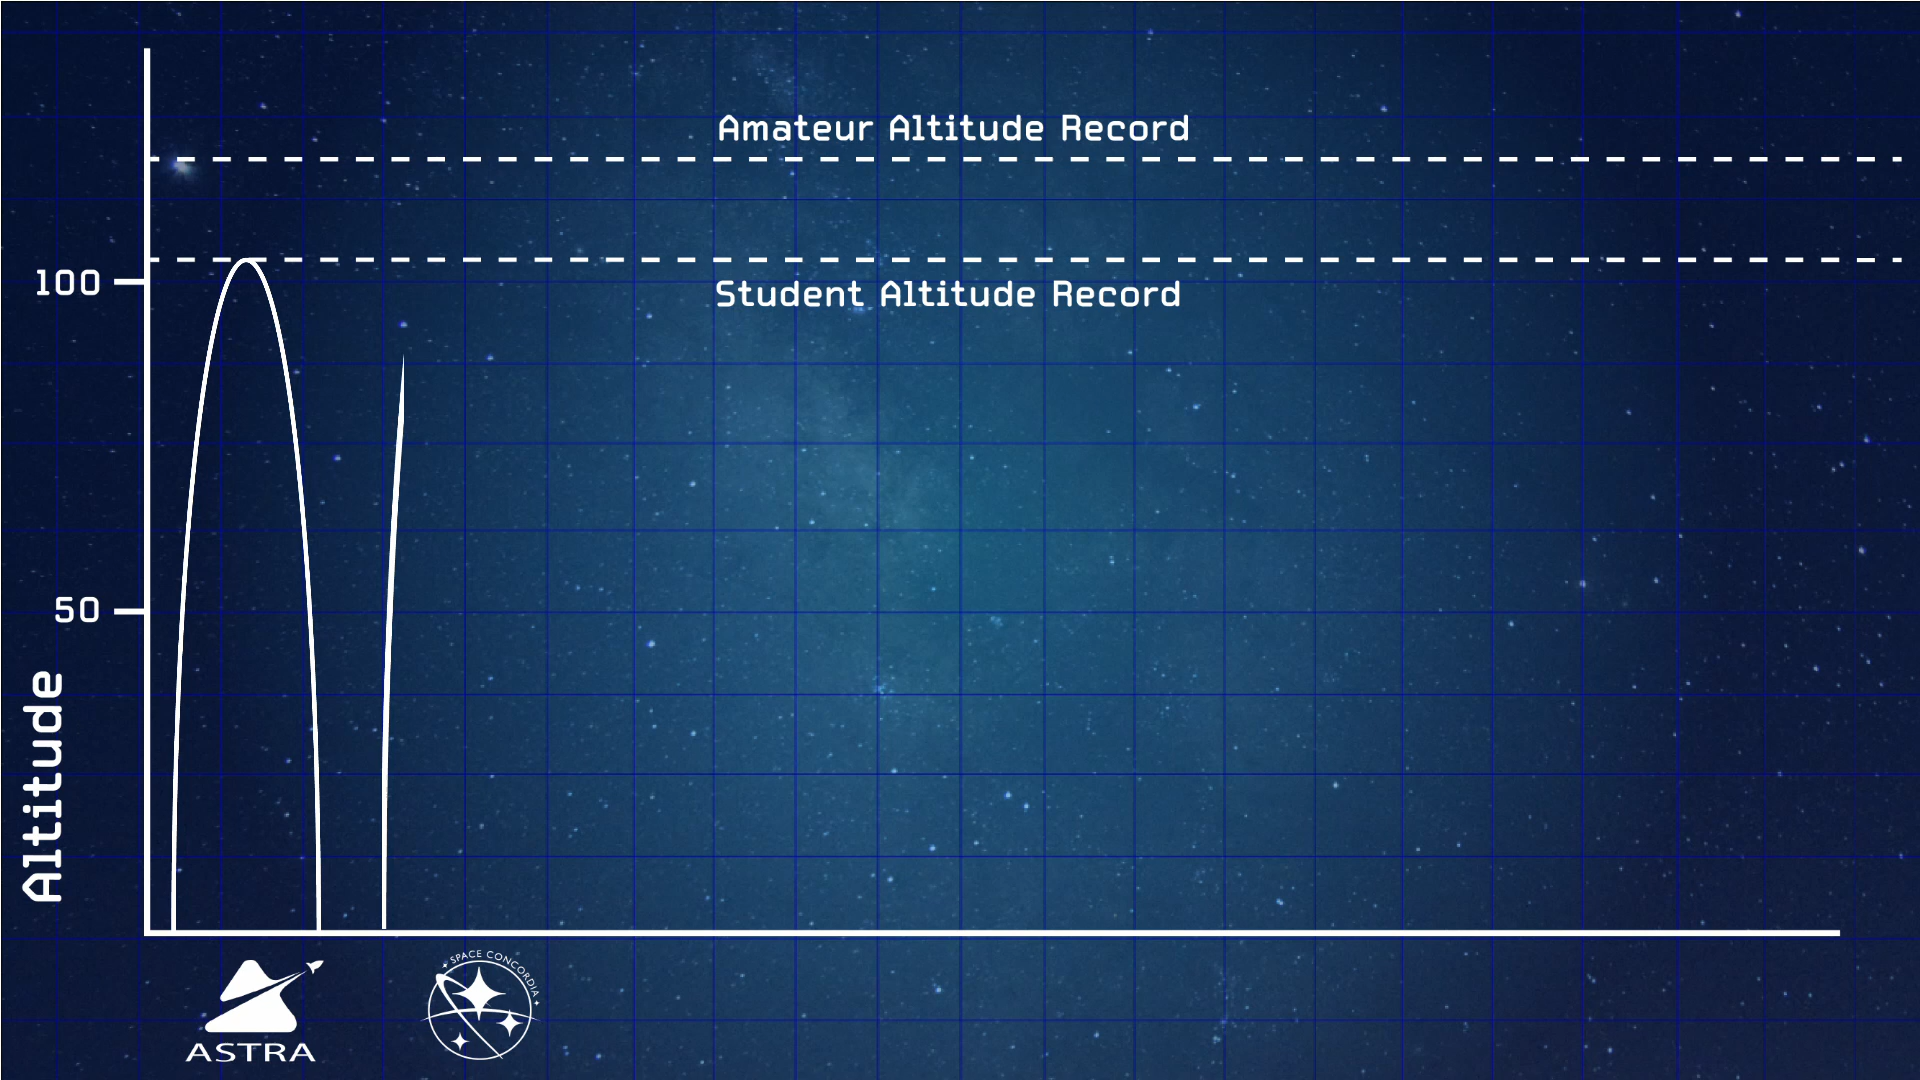 Amateur Altitude Record
100
Student Altitude Record
50
Altitude
ASTRA
SPACE CONCORDIA